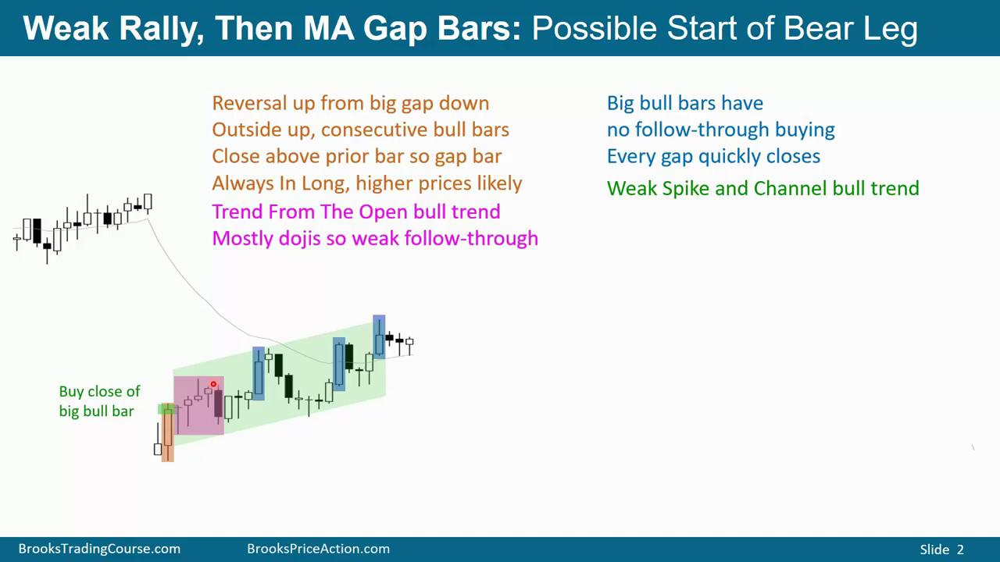 Weak Rally, Then MA Gap Bars: Possible Start of Bear Leg
Reversal up from big gap down
Outside up, consecutive bull bars
Close above prior bar so gap bar
Always In Long, higher prices likely
Trend From The Open bull trend
Mostly dojis so weak follow-through
Big bull bars have
no follow-through buying
Every gap quickly closes
Weak Spike and Channel bull trend
Buy close of
big bull bar
BrooksTradingCourse.com
BrooksPriceAction.com
Slide 2